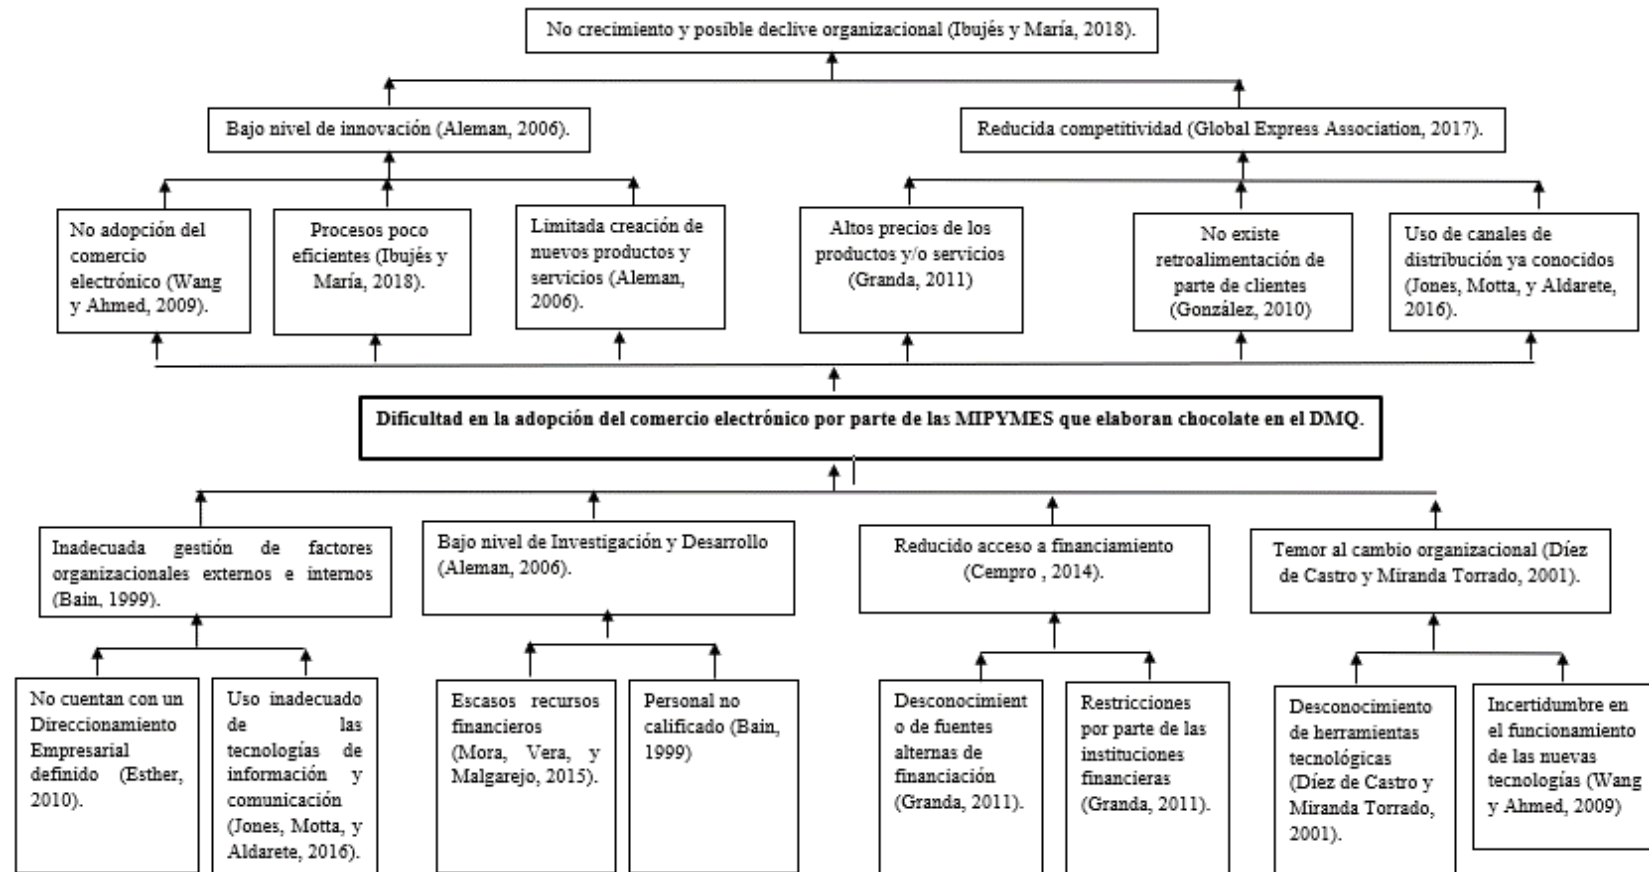 No crecimiento y posible declive organizacional (Ibujés y María, 2018).
Bajo nivel de innovación (Aleman, 2006).
Reducida competitividad (Global Express Association, 2017).
No adopción del
comercio
electrónico (Wang
y Ahmed, 2009).
Procesos poco
eficientes (Ibujés y
María, 2018).
Limitada creación de
nuevos productos y
servicios (Aleman,
2006).
Altos precios de los
productos y/o servicios
(Granda, 2011)
No existe
retroalimentación de
parte de clientes
(González, 2010)
Uso de canales de
distribución ya conocidos
(Jones, Motta, y Aldarete,
2016).
Dificultad en la adopción del comercio electrónico por parte de las MIPYMES que elaboran chocolate en el DMQ.
Inadecuada gestión de factores
organizacionales externos e internos
(Bain, 1999).
Bajo nivel de Investigación y Desarrollo
(Aleman, 2006).
Reducido acceso a financiamiento
(Cempro , 2014).
Temor al cambio organizacional (Díez
de Castro y Miranda Torrado, 2001).
No cuentan con un
Direccionamiento
Empresarial
definido (Esther,
2010).
Uso inadecuado
de las
tecnologías de
información y
comunicación
(Jones, Motta, y
Aldarete, 2016).
Escasos recursos
financieros
(Mora, Vera, y
Malgarejo, 2015).
Personal no
calificado (Bain,
1999)
Desconocimient
o de fuentes
alternas de
financiación
(Granda, 2011).
Restricciones
por parte de las
instituciones
financieras
(Granda, 2011).
Desconocimiento
de herramientas
tecnológicas
(Díez de Castro y
Miranda Torrado,
2001).
Incertidumbre en
el funcionamiento
de las nuevas
tecnologías (Wang
y Ahmed, 2009)